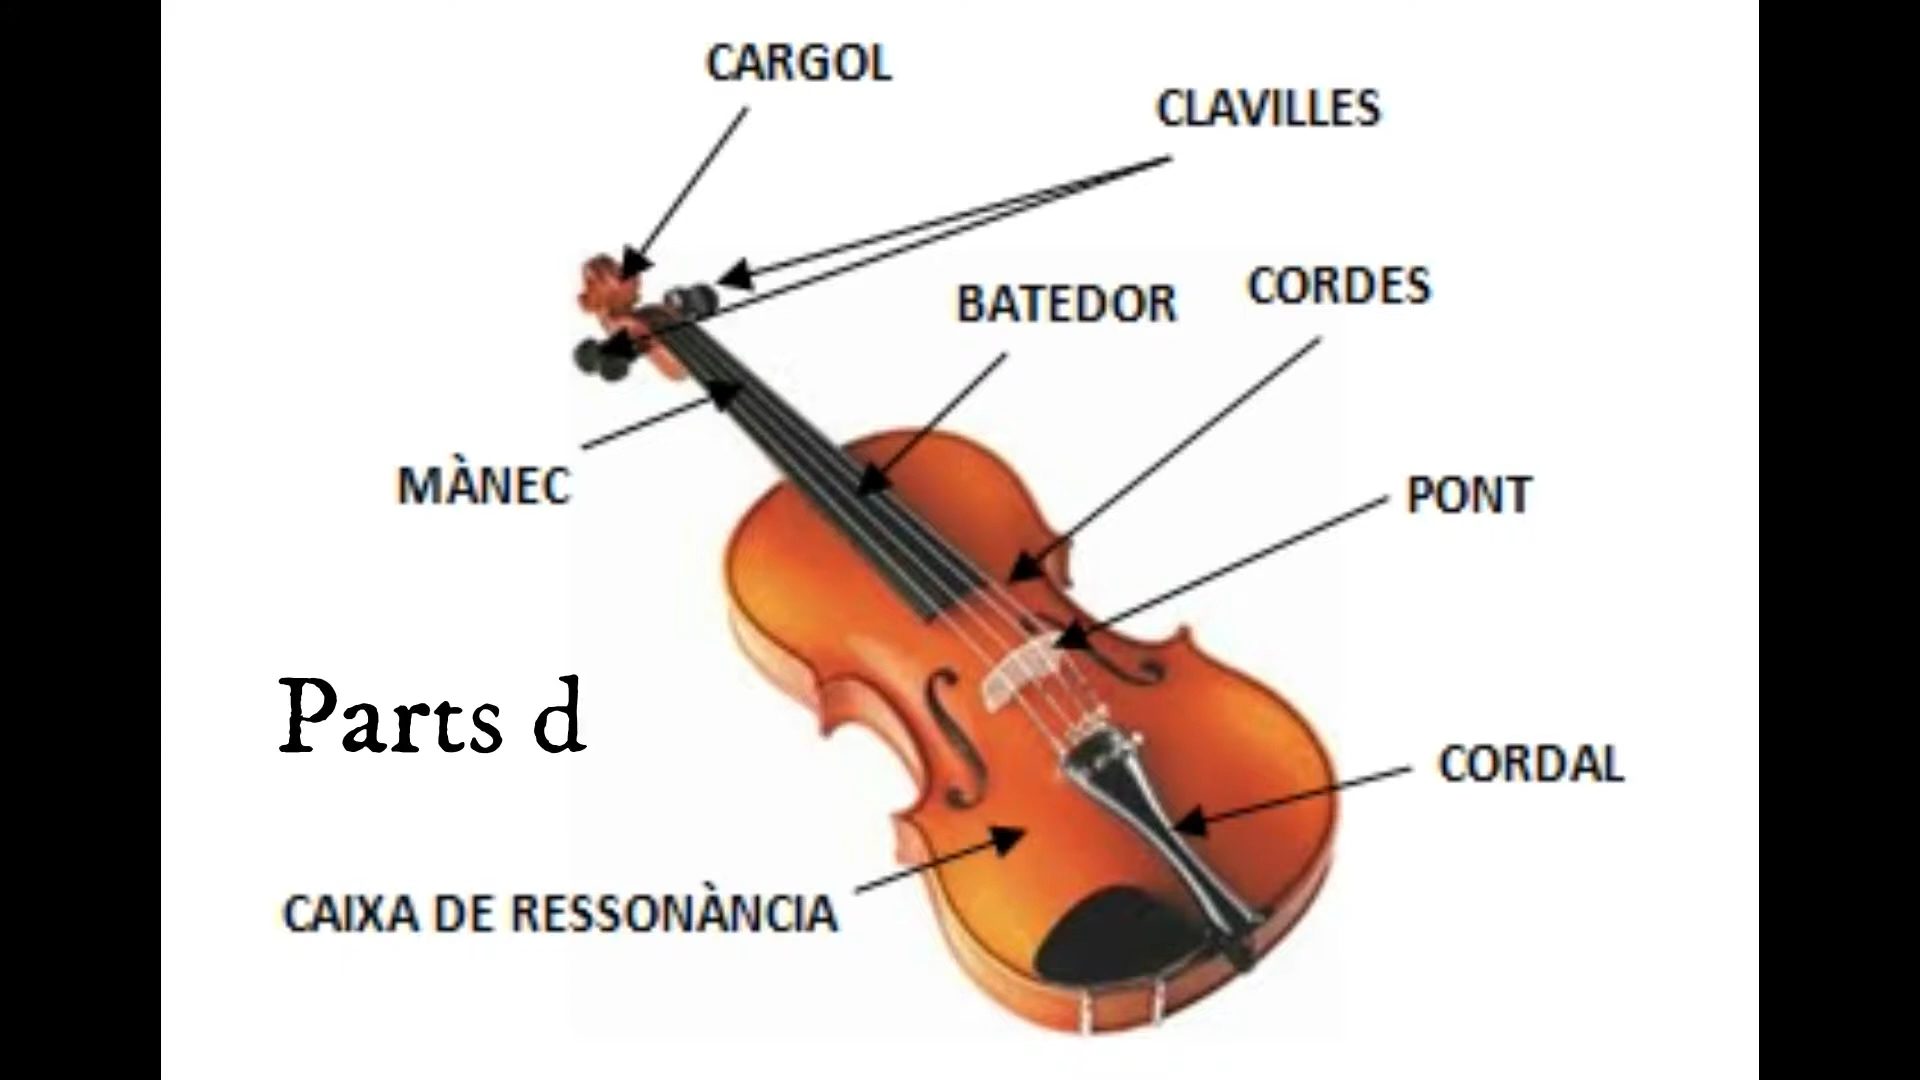 CARGOL
CLAVILLES
BATEDOR
CORDES
MÀNEC
PONT
Parts d
CORDAL
CAIXA DE RESSONÀNCIA